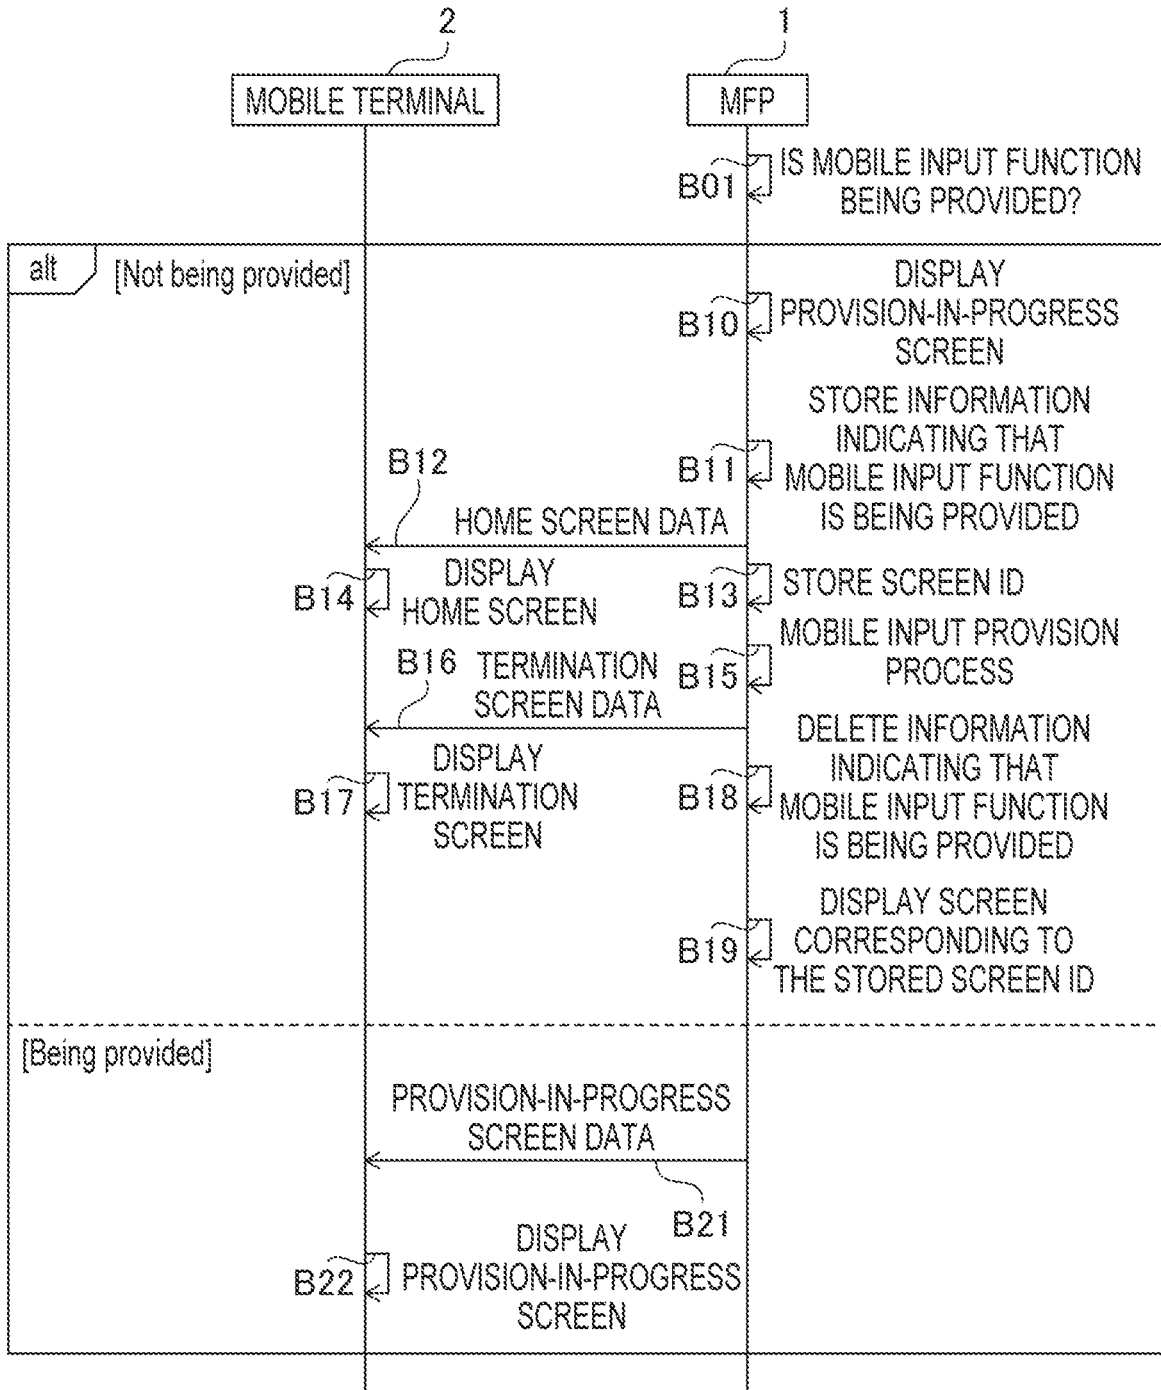 2
1
MOBILE TERMINAL
MFP
B01
IS MOBILE INPUT FUNCTION
BEING PROVIDED?
alt
[Not being provided]
B10
DISPLAY
PROVISION-IN-PROGRESS
SCREEN
B11
STORE INFORMATION
INDICATING THAT
MOBILE INPUT FUNCTION
IS BEING PROVIDED
B12
HOME SCREEN DATA
B14
DISPLAY
HOME SCREEN
B13
STORE SCREEN ID
B15
MOBILE INPUT PROVISION
PROCESS
B16
TERMINATION
SCREEN DATA
B17
DISPLAY
TERMINATION
SCREEN
B18
DELETE INFORMATION
INDICATING THAT
MOBILE INPUT FUNCTION
IS BEING PROVIDED
B19
DISPLAY SCREEN
CORRESPONDING TO
THE STORED SCREEN ID
[Being provided]
PROVISION-IN-PROGRESS
SCREEN DATA
B21
B22
DISPLAY
PROVISION-IN-PROGRESS
SCREEN